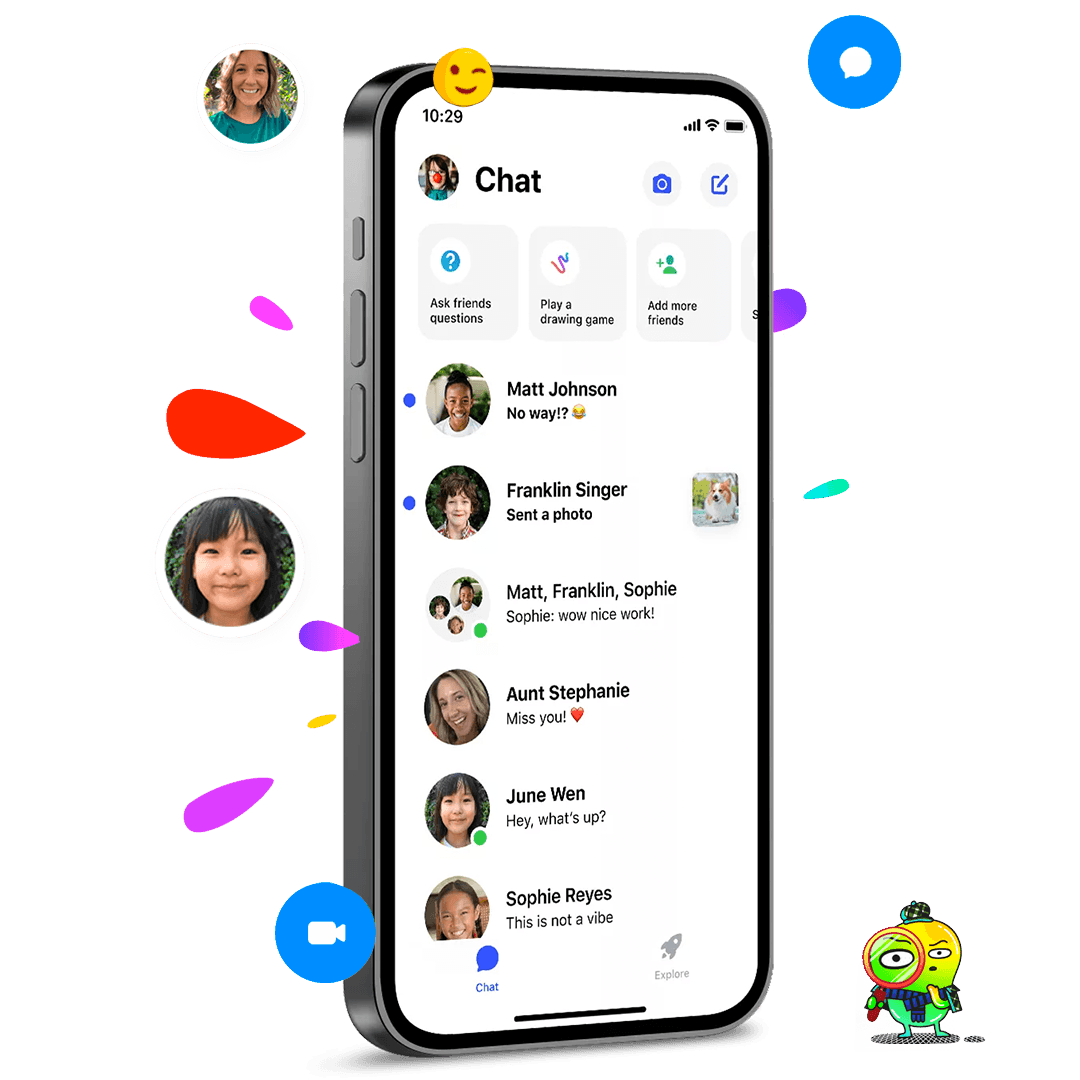 10:29
Chat
Ask friends
questions
Play a
drawing game
Add more
friends
Matt Johnson
No way!? 😂
Franklin Singer
Sent a photo
Matt, Franklin, Sophie
Sophie: wow nice work!
Aunt Stephanie
Miss you! ❤️
June Wen
Hey, what's up?
Sophie Reyes
This is not a vibe
Chat
Explore